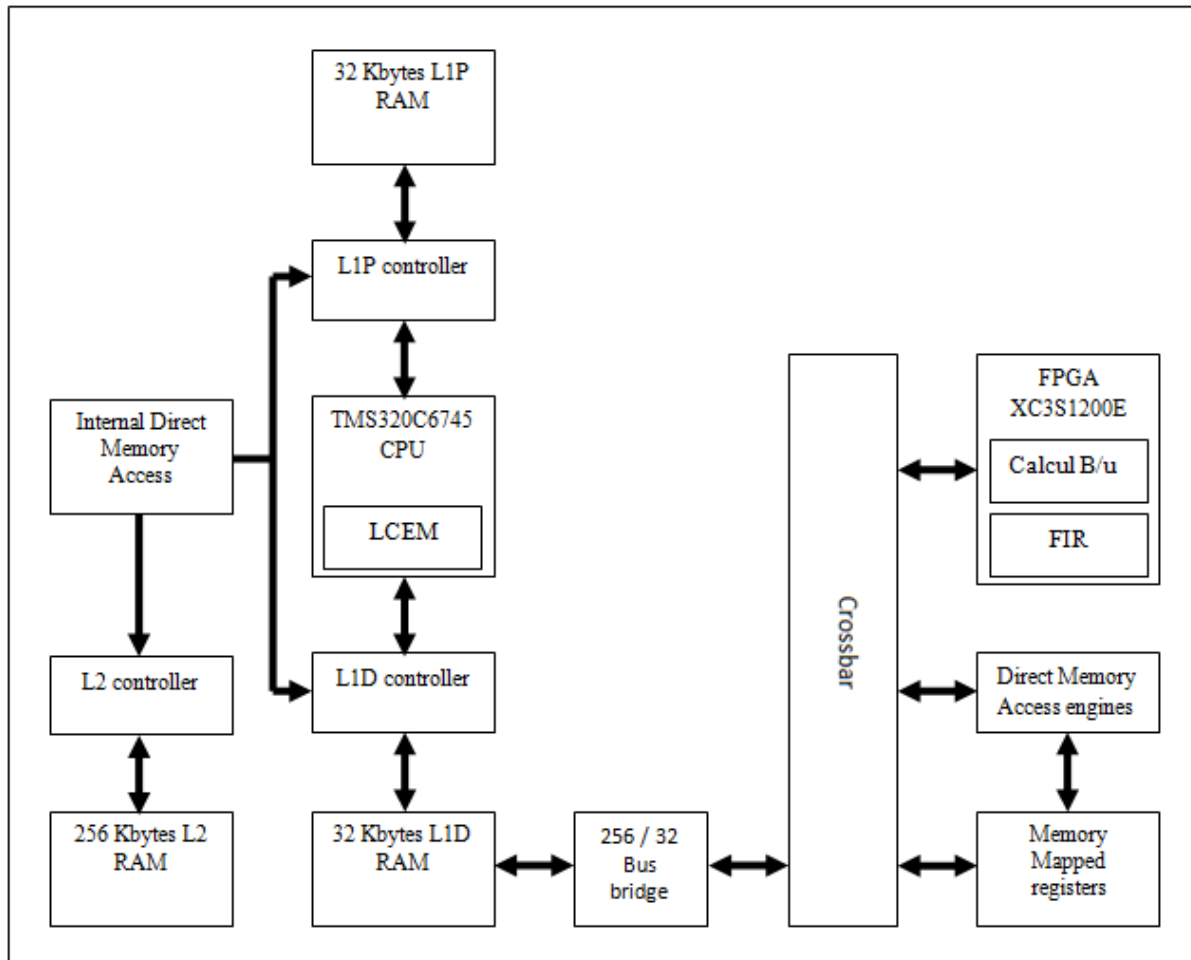 32 Kbytes L1P
RAM
L1P controller
TMS320C6745
CPU
LCEM
Internal Direct
Memory
Access
L2 controller
L1D controller
256 Kbytes L2
RAM
32 Kbytes L1D
RAM
256 / 32
Bus
bridge
Crossbar
FPGA
XC3S1200E
Calcul B/u
FIR
Direct Memory
Access engines
Memory
Mapped
registers